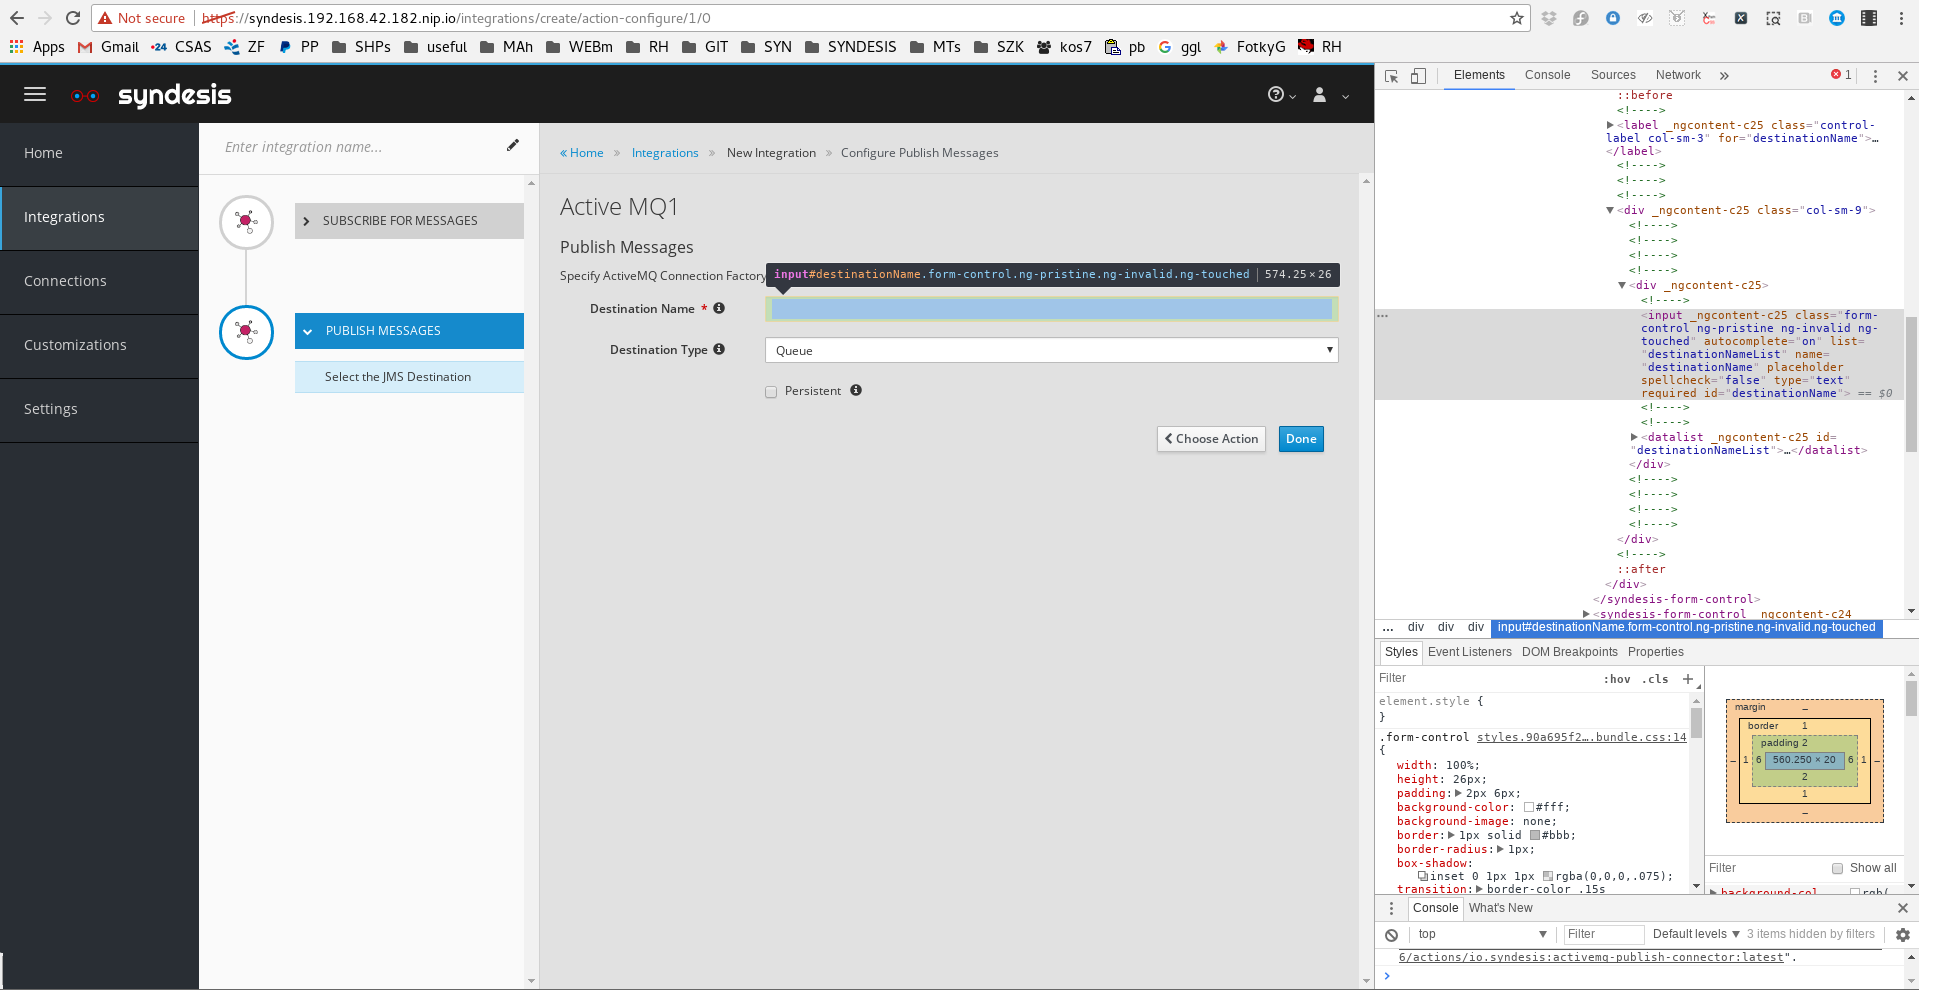 Not secure https://syndesis.192.168.42.182.nip.io/integrations/create/action-configure/1/0
Apps Gmail CSAS ZF PP SHPs useful MAh WEBm RH GIT SYN SYNDESIS MTs SZK kos7 pb ggl FotkyG RH
syndesis
Home
Integrations
Connections
Customizations
Settings
Enter integration name...
SUBSCRIBE FOR MESSAGES
PUBLISH MESSAGES
Select the JMS Destination
« Home » Integrations » New Integration » Configure Publish Messages
Active MQ1
Publish Messages
Specify ActiveMQ Connection Factory
input#destinationName.form-control.ng-pristine.ng-invalid.ng-touched | 574.25 × 26
Destination Name *
Destination Type Queue
Persistent
Choose Action Done
Elements Console Sources Network » 1
::before
<!---->
<label _ngcontent-c25 class="control-
label col-sm-3" for="destinationName">…
</label>
<!---->
<!---->
<!---->
<div _ngcontent-c25 class="col-sm-9">
<!---->
<!---->
<!---->
<!---->
<div _ngcontent-c25>
<!---->
<input _ngcontent-c25 class="form-
control ng-pristine ng-invalid ng-
touched" autocomplete="on" list=
"destinationNameList" name=
"destinationName" placeholder
spellcheck="false" type="text"
required id="destinationName"> == $0
<!---->
<!---->
<datalist _ngcontent-c25 id=
"destinationNameList">…</datalist>
</div>
<!---->
<!---->
<!---->
<!---->
</div>
<!---->
::after
</div>
</syndesis-form-control>
<syndesis-form-control _ngcontent-c24
... div div div input#destinationName.form-control.ng-pristine.ng-invalid.ng-touched
Styles Event Listeners DOM Breakpoints Properties
Filter :hov .cls +
element.style {
}
.form-control styles.90a695f2….bundle.css:14
{
width: 100%;
height: 26px;
padding: 2px 6px;
background-color: #fff;
background-image: none;
border: 1px solid #bbb;
border-radius: 1px;
box-shadow:
inset 0 1px 1px rgba(0,0,0,.075);
transition: border-color .15s
margin –
border 1
padding 2
– 1 6 560.250 × 20 6 1 –
2
1
–
Filter Show all
background-col rgb(
Console What's New
top Filter Default levels 3 items hidden by filters
6/actions/io.syndesis:activemq-publish-connector:latest".